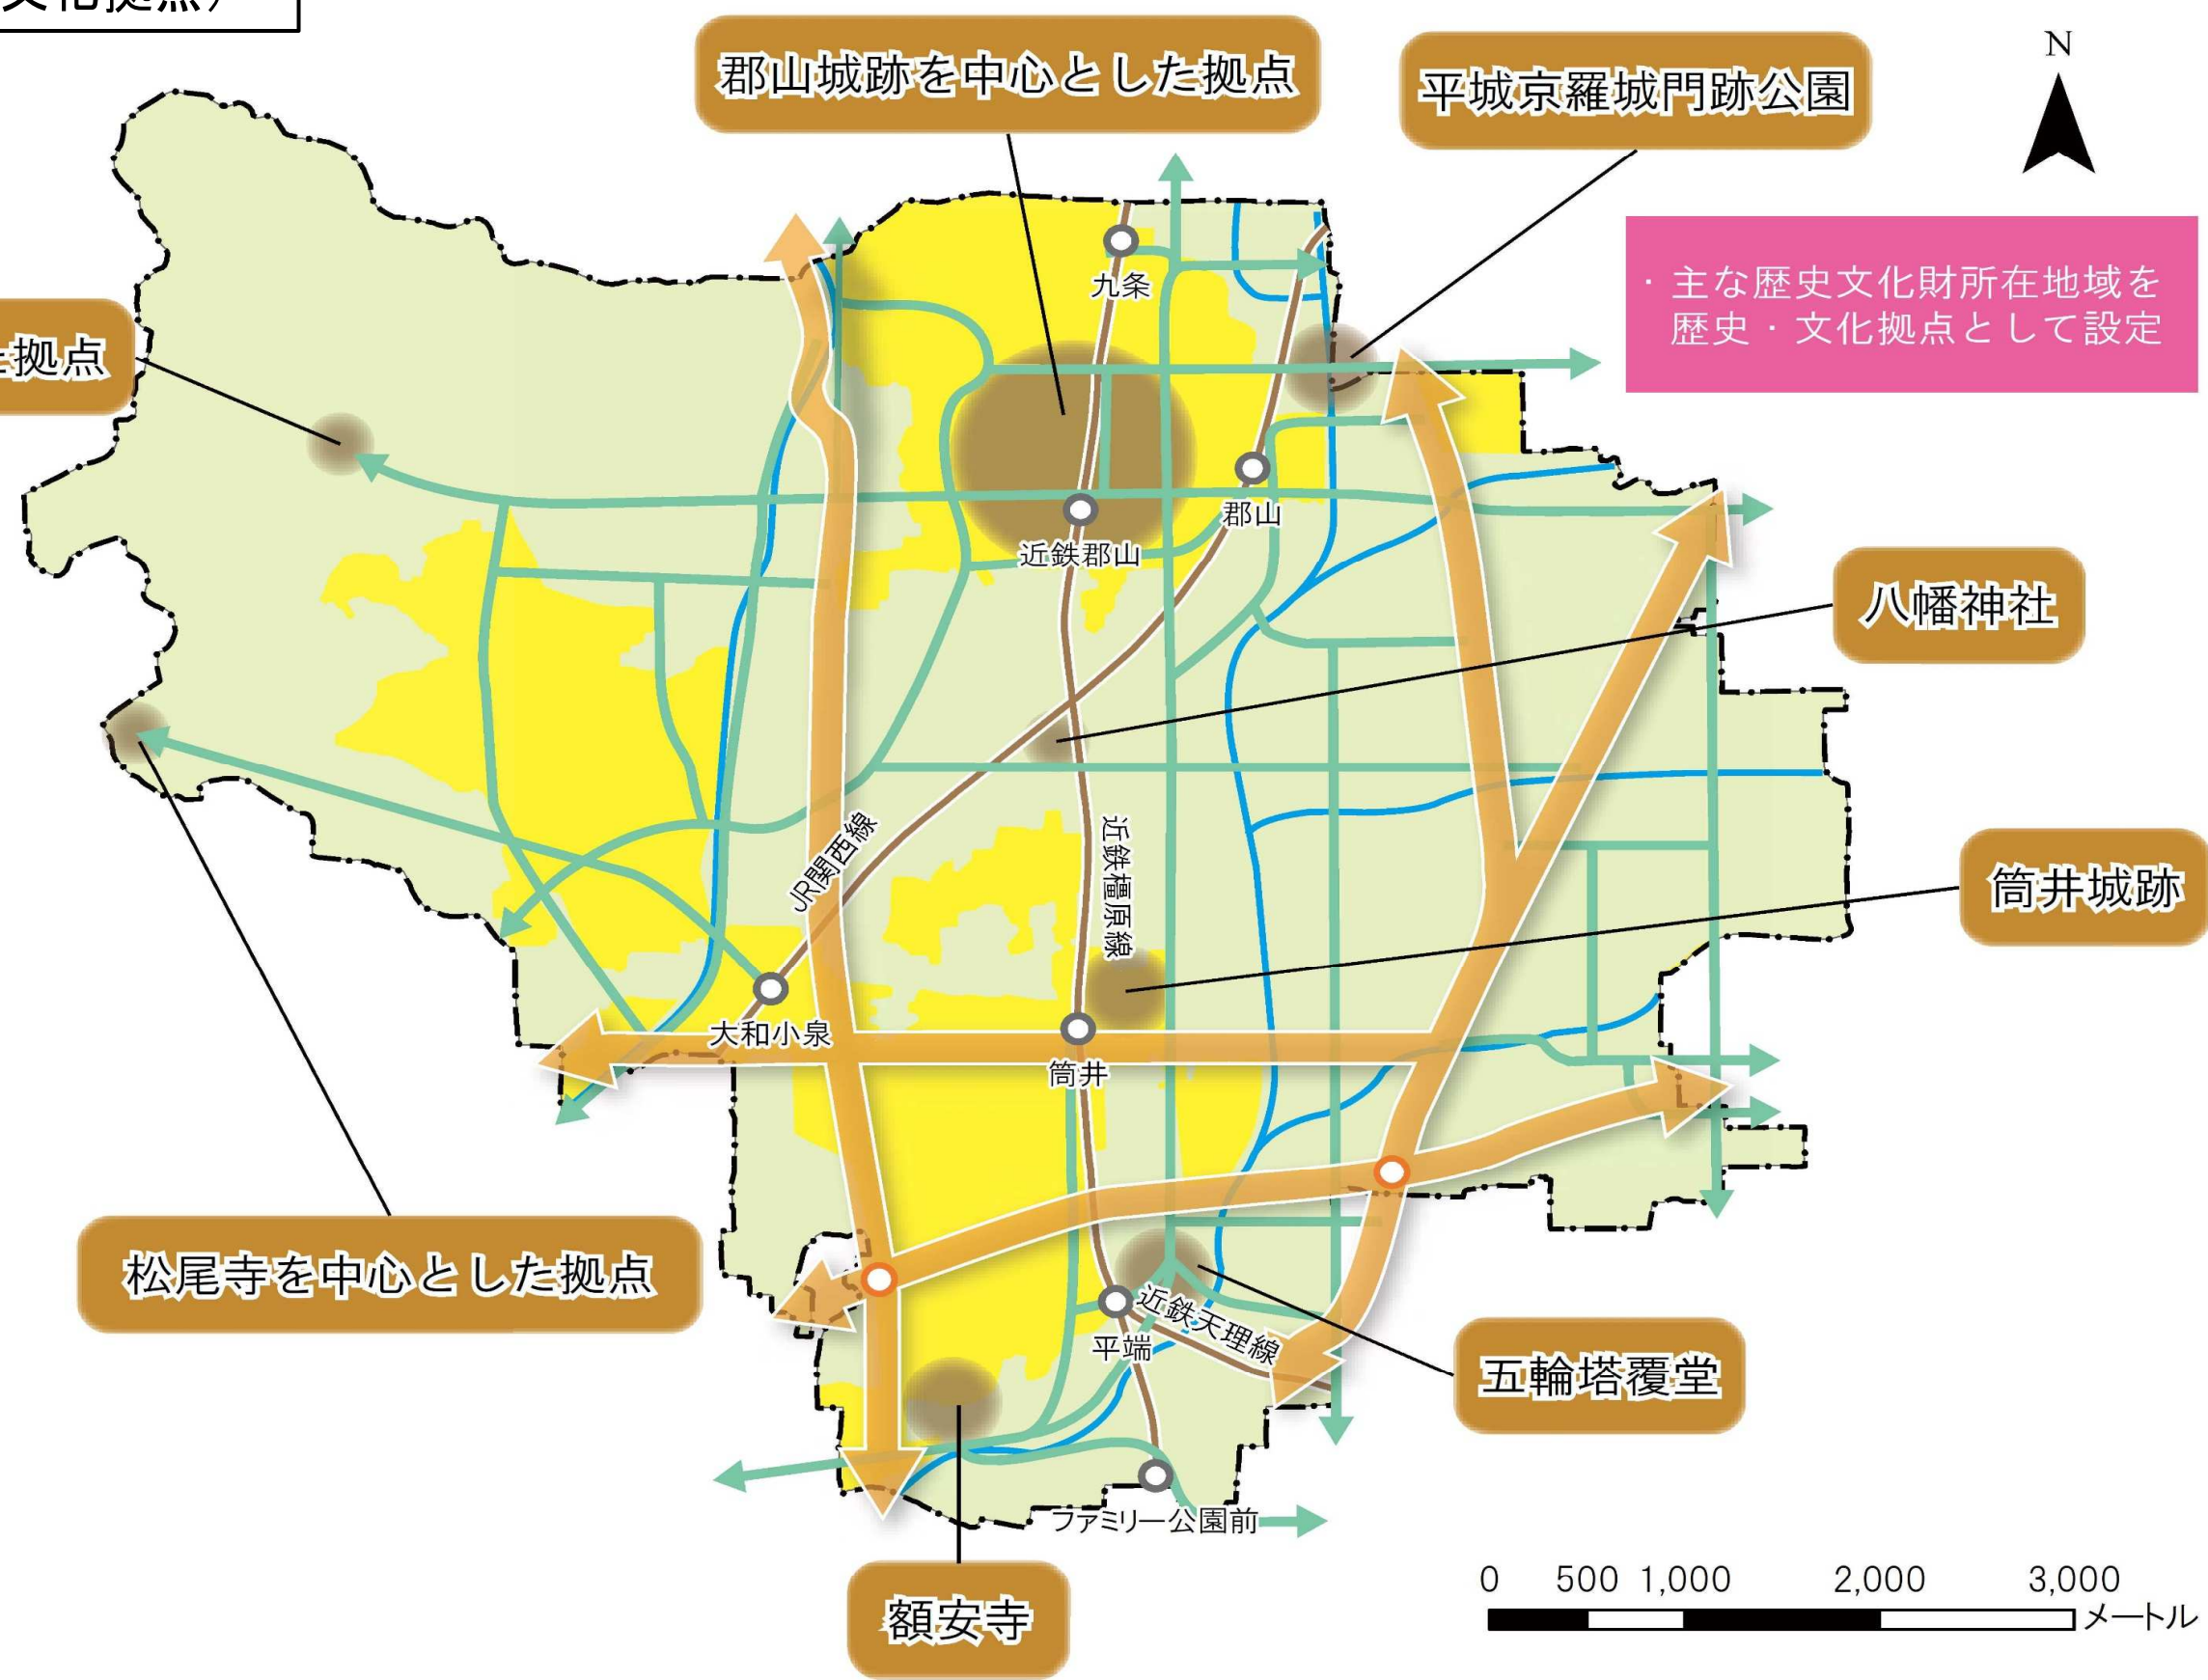 文化拠点）
郡山城跡を中心とした拠点
平城京羅城門跡公園
N
・主な歴史文化財所在地域を
歴史・文化拠点として設定
九条
た拠点
郡山
近鉄郡山
八幡神社
JR関西線
近鉄橿原線
筒井城跡
大和小泉
筒井
松尾寺を中心とした拠点
近鉄天理線
平端
五輪塔覆堂
ファミリー公園前
額安寺
0 500 1,000 2,000 3,000
メートル